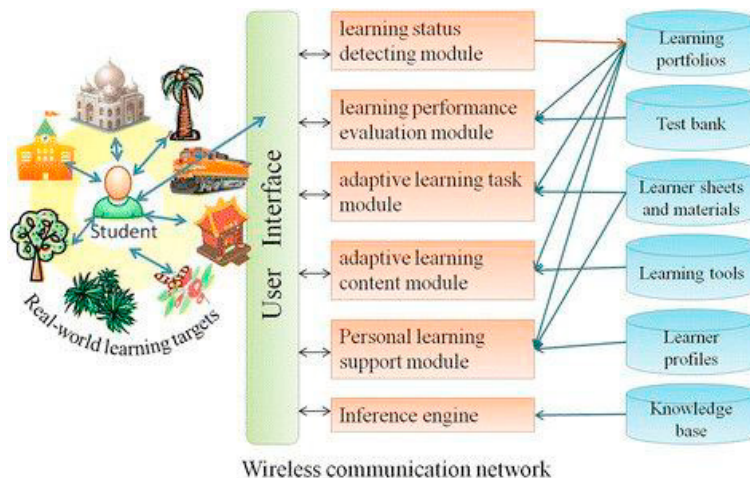 Student
Real-world learning targets
User Interface
learning status
detecting module
learning performance
evaluation module
adaptive learning task
module
adaptive learning
content module
Personal learning
support module
Inference engine
Learning
portfolios
Test bank
Learner sheets
and materials
Learning tools
Learner
profiles
Knowledge
base
Wireless communication network